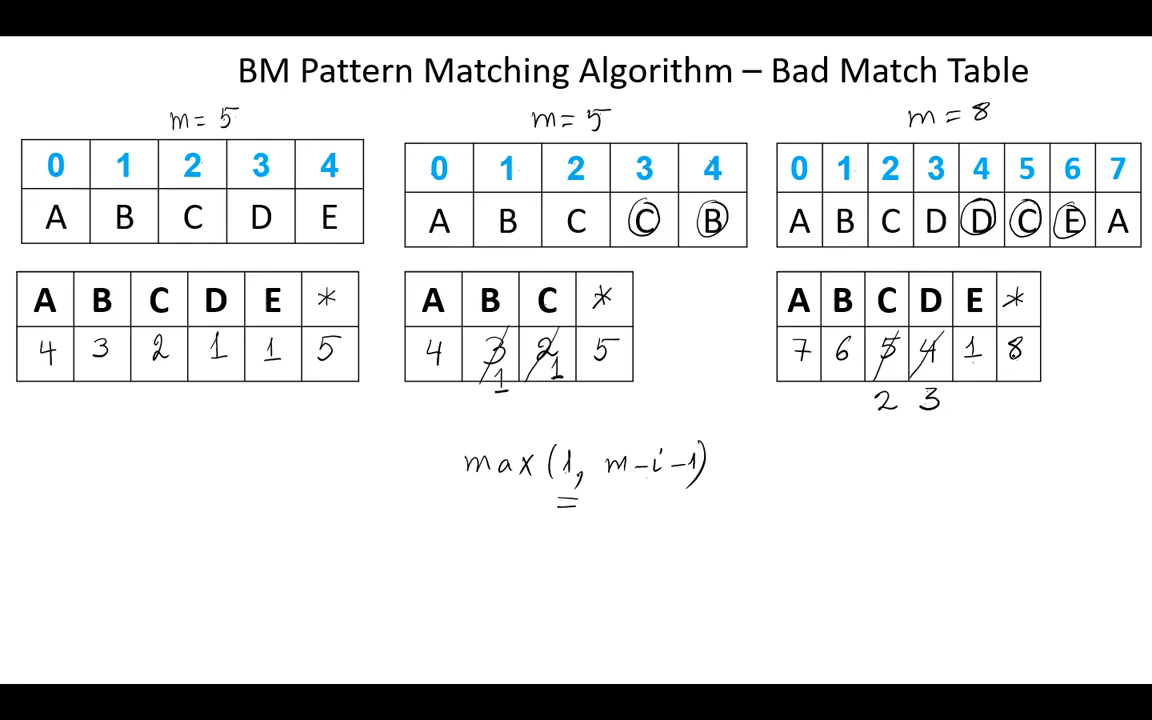 BM Pattern Matching Algorithm – Bad Match Table
m = 5
0 1 2 3 4
A B C D E
A B C D E *
4 3 2 1 1 5
m = 5
0 1 2 3 4
A B C C B
A B C *
4 3 2 5
1 1
m = 8
0 1 2 3 4 5 6 7
A B C D D C E A
A B C D E *
7 6 5 4 1 8
2 3
max (1, m-i-1)
=